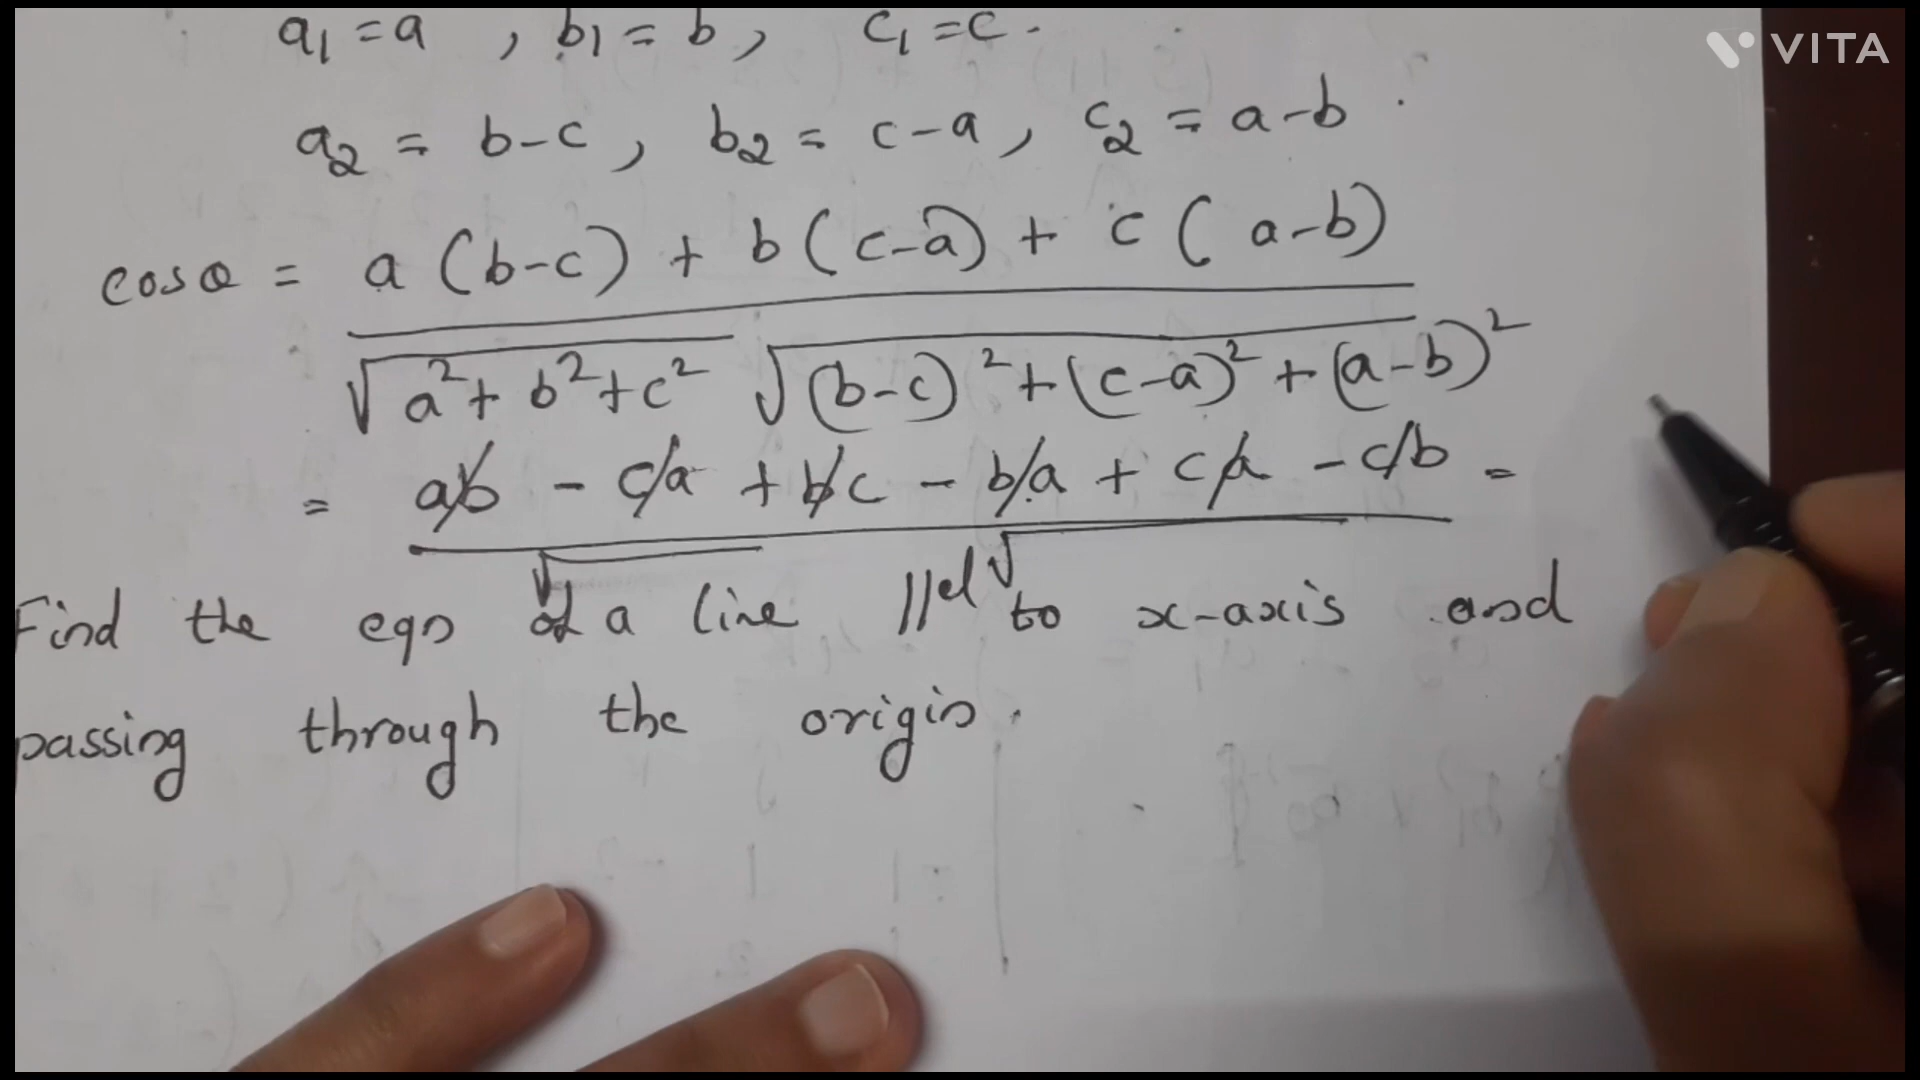 a₁ = a , b₁ = b , c₁ = c .
VITA
a₂ = b-c , b₂ = c-a , c₂ = a-b .
cosθ = a (b-c) + b (c-a) + c ( a-b)
√a²+ b²+c² √(b-c)²+(c-a)²+(a-b)²
= ab - ca + bc - ba + ca - cb =
√ √
Find the eqn of a line ||el to x-axis and
passing through the origin.